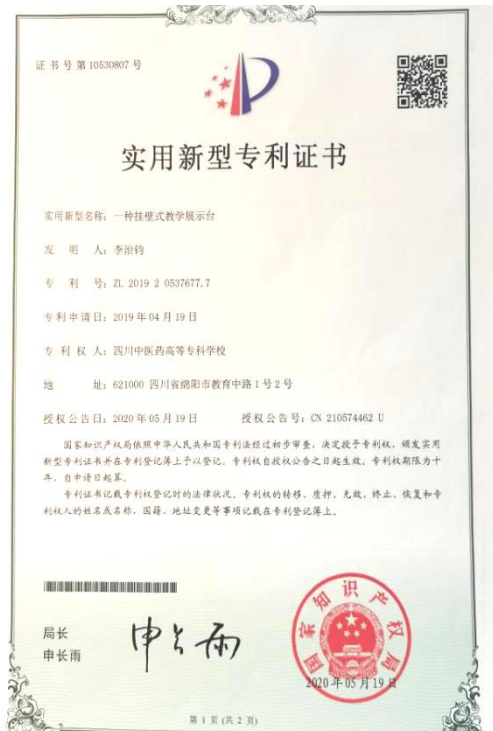 证书号第10530807号
实用新型专利证书
实用新型名称：一种挂壁式教学展示台
发明人：李治钧
专利号：ZL 2019 2 0537677.7
专利申请日：2019年04月19日
专利权人：四川中医药高等专科学校
地址：621000 四川省绵阳市教育中路1号2号
授权公告日：2020年05月19日 授权公告号：CN 210574462 U
国家知识产权局依照中华人民共和国专利法经过初步审查，决定授予专利权，颁发实用
新型专利证书并在专利登记簿上予以登记。专利权自授权公告之日起生效。专利权期限为十
年，自申请日起算。
专利证书记载专利权登记时的法律状况。专利权的转移、质押、无效、终止、恢复和专
利权人的姓名或名称、国籍、地址变更等事项记载在专利登记簿上。
局长
申长雨
申长雨
国家知识产权局
2020年05月19日
第1页(共2页)